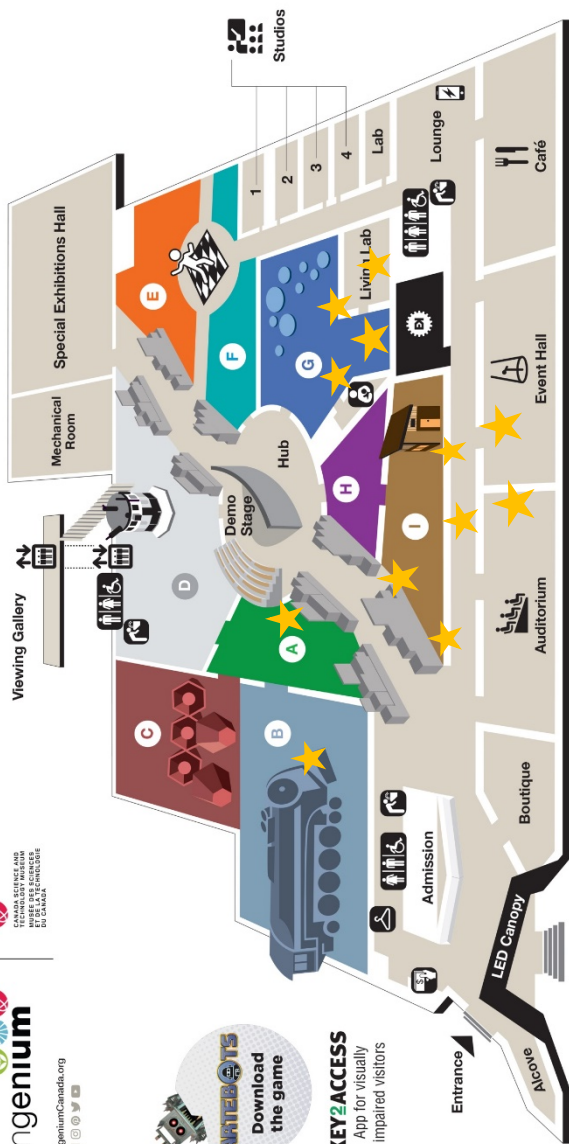 ngenium
geniumCanada.org
CANADA SCIENCE AND
TECHNOLOGY MUSEUM
MUSÉE DES SCIENCES
ET DE LA TECHNOLOGIE
DU CANADA
Viewing Gallery
Mechanical
Room
Special Exhibitions Hall
C
D
E
NATEBOTS
Download
the game
B
A
Demo
Stage
Hub
F
G
H
I
Studios
1
2
3
4
Lab
Living Lab
KEY2ACCESS
App for visually
impaired visitors
Entrance
Admission
Lounge
LED Canopy
Alcove
Boutique
Auditorium
Event Hall
Café